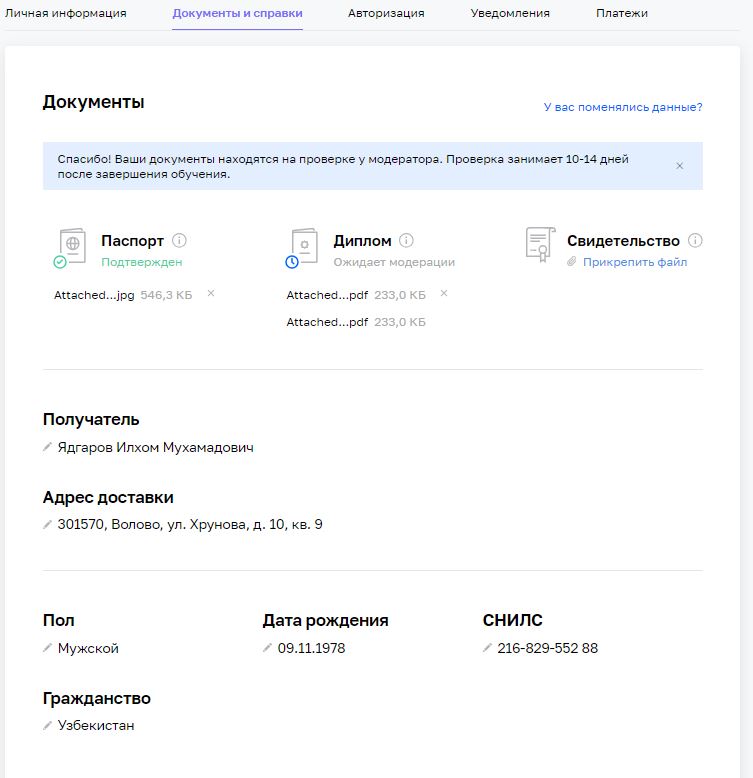 Личная информация Документы и справки Авторизация Уведомления Платежи
Документы
У вас поменялись данные?
Спасибо! Ваши документы находятся на проверке у модератора. Проверка занимает 10-14 дней
после завершения обучения.
Паспорт Диплом Свидетельство
Подтвержден Ожидает модерации Прикрепить файл
Attached...jpg 546,3 КБ Attached...pdf 233,0 КБ
Attached...pdf 233,0 КБ
Получатель
Ядгаров Илхом Мухамадович
Адрес доставки
301570, Волово, ул. Хрунова, д. 10, кв. 9
Пол Дата рождения СНИЛС
Мужской 09.11.1978 216-829-552 88
Гражданство
Узбекистан